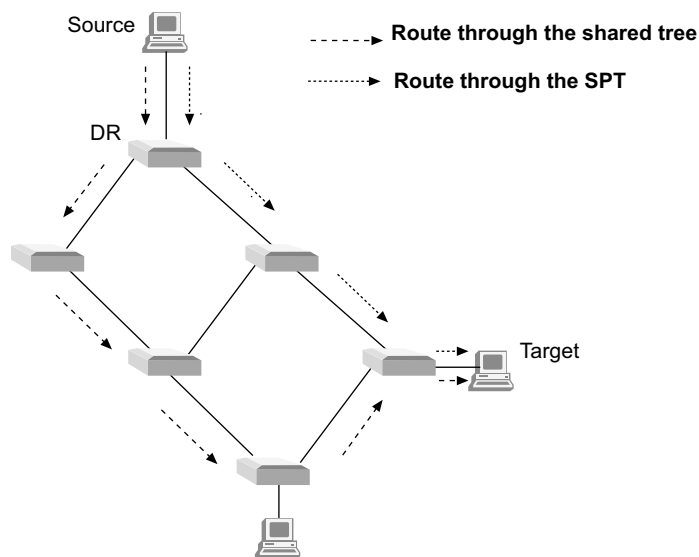 Source
Route through the shared tree
Route through the SPT
DR
Target